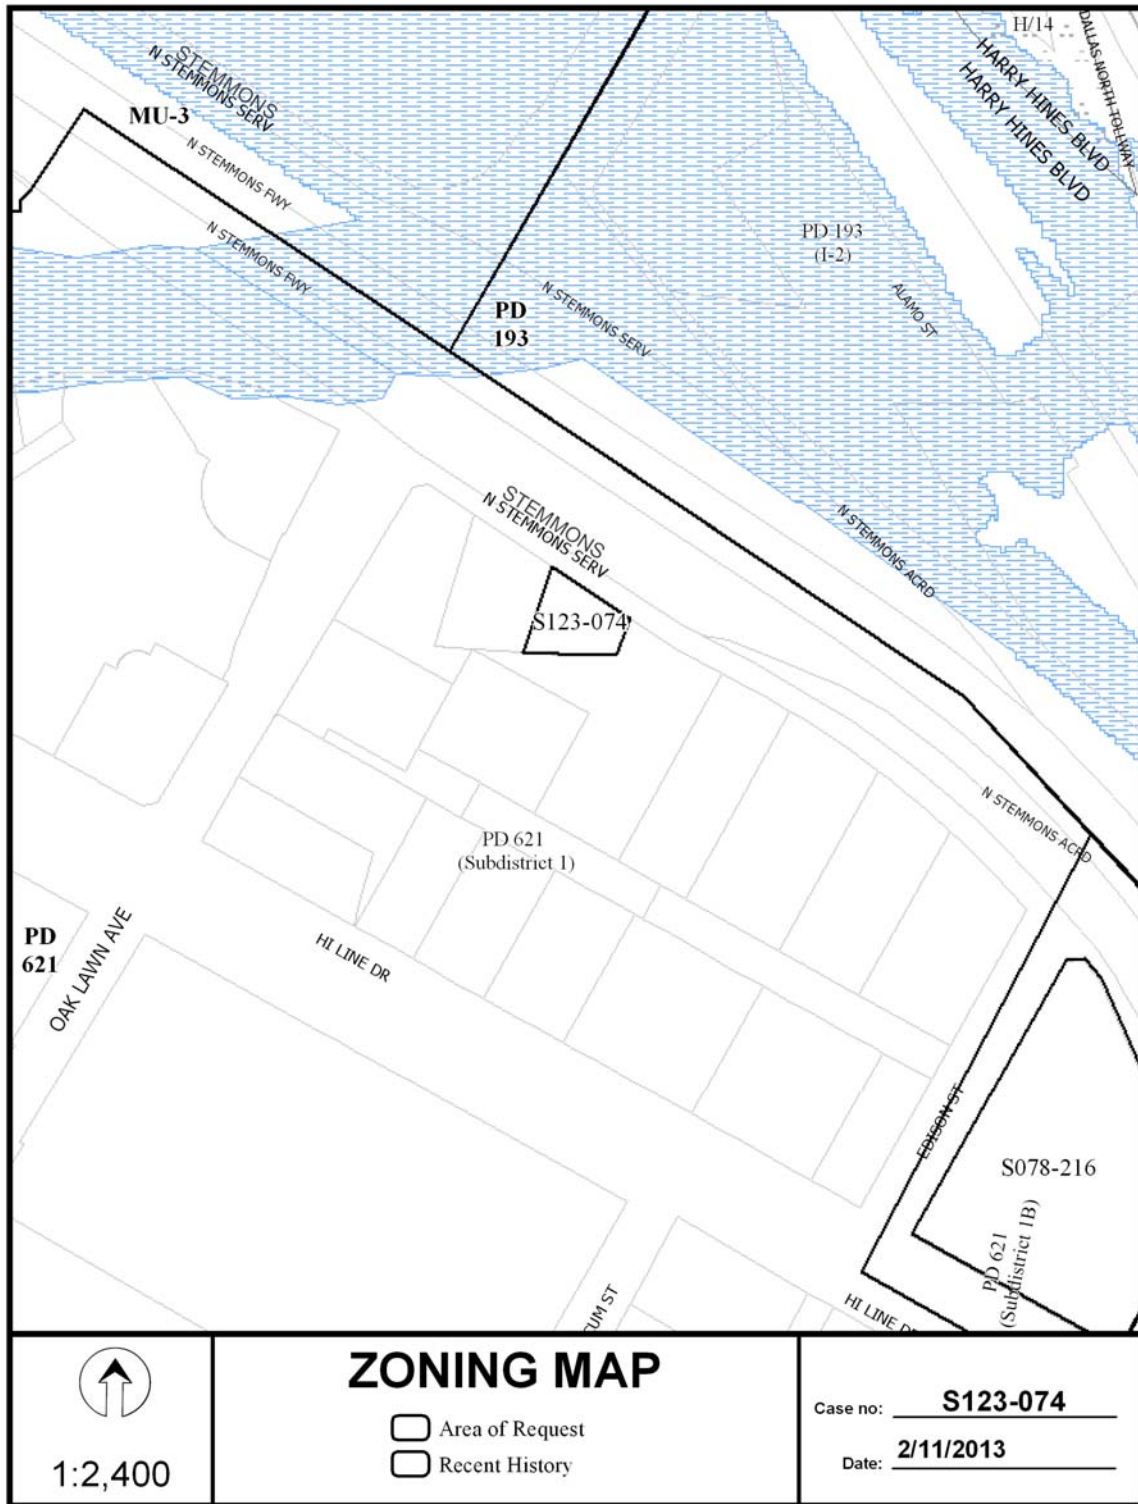 H/14
DALLAS NORTH TOLLWAY
HARRY HINES BLVD
HARRY HINES BLVD
STEMMONS
N STEMMONS SERV
MU-3
N STEMMONS FWY
N STEMMONS FWY
PD 193
(I-2)
ALAMO ST
PD
193
N STEMMONS SERV
STEMMONS
N STEMMONS SERV
N STEMMONS ACRD
S123-074
N STEMMONS ACRD
PD 621
(Subdistrict 1)
PD
621
OAK LAWN AVE
HI LINE DR
EDISON ST
S078-216
PD 621
(Subdistrict 1B)
CUM ST
HI LINE D
ZONING MAP
Area of Request
Recent History
1:2,400
Case no: S123-074
Date: 2/11/2013